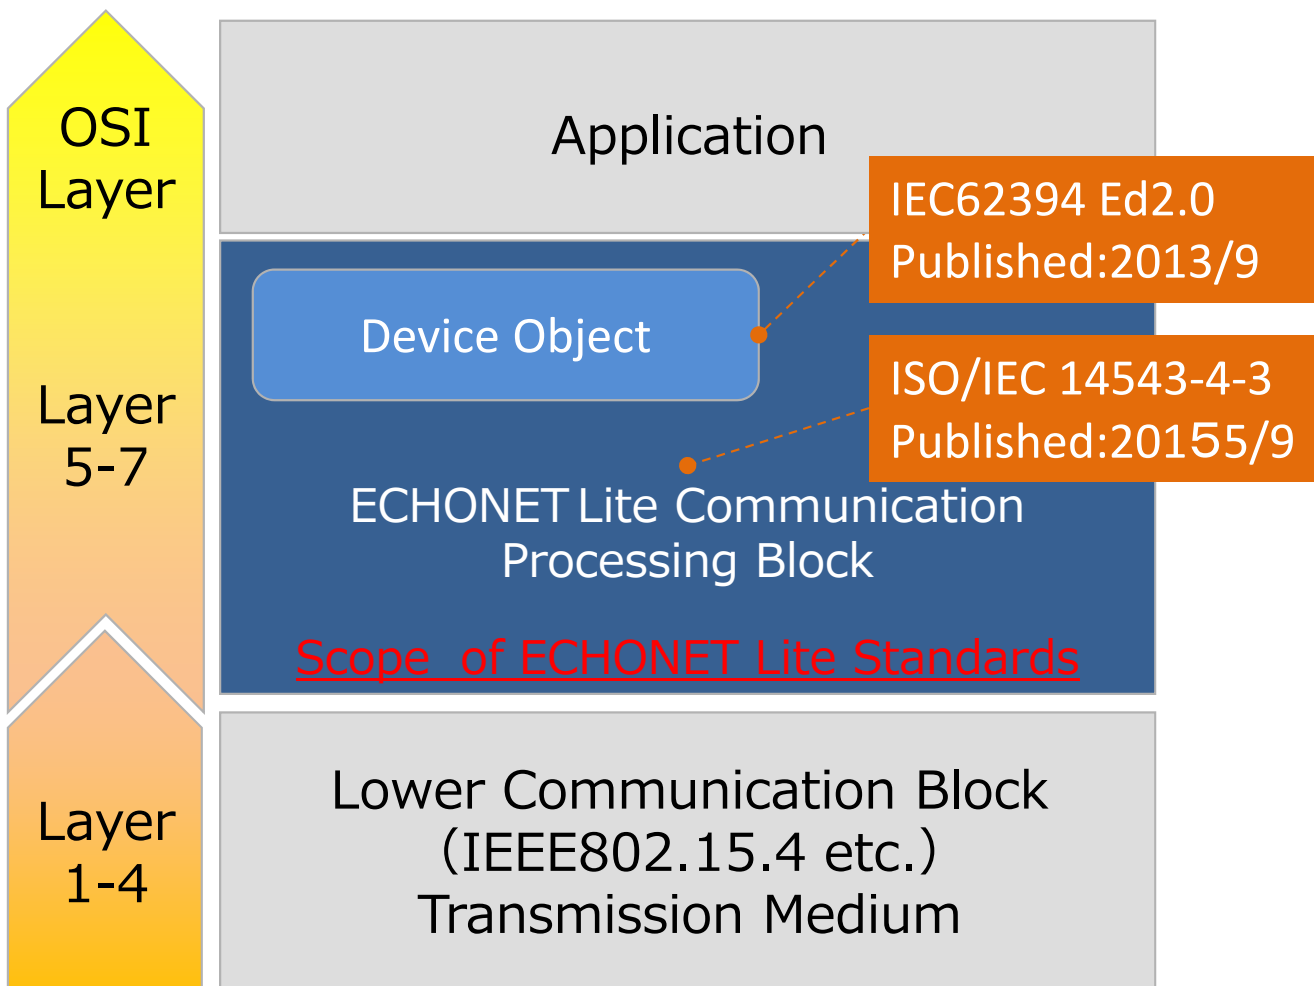 OSI
Layer
Layer
5-7
Layer
1-4
Application
IEC62394 Ed2.0
Published:2013/9
Device Object
ISO/IEC 14543-4-3
Published:20155/9
ECHONET Lite Communication
Processing Block
Scope of ECHONET Lite Standards
Lower Communication Block
（IEEE802.15.4 etc.）
Transmission Medium